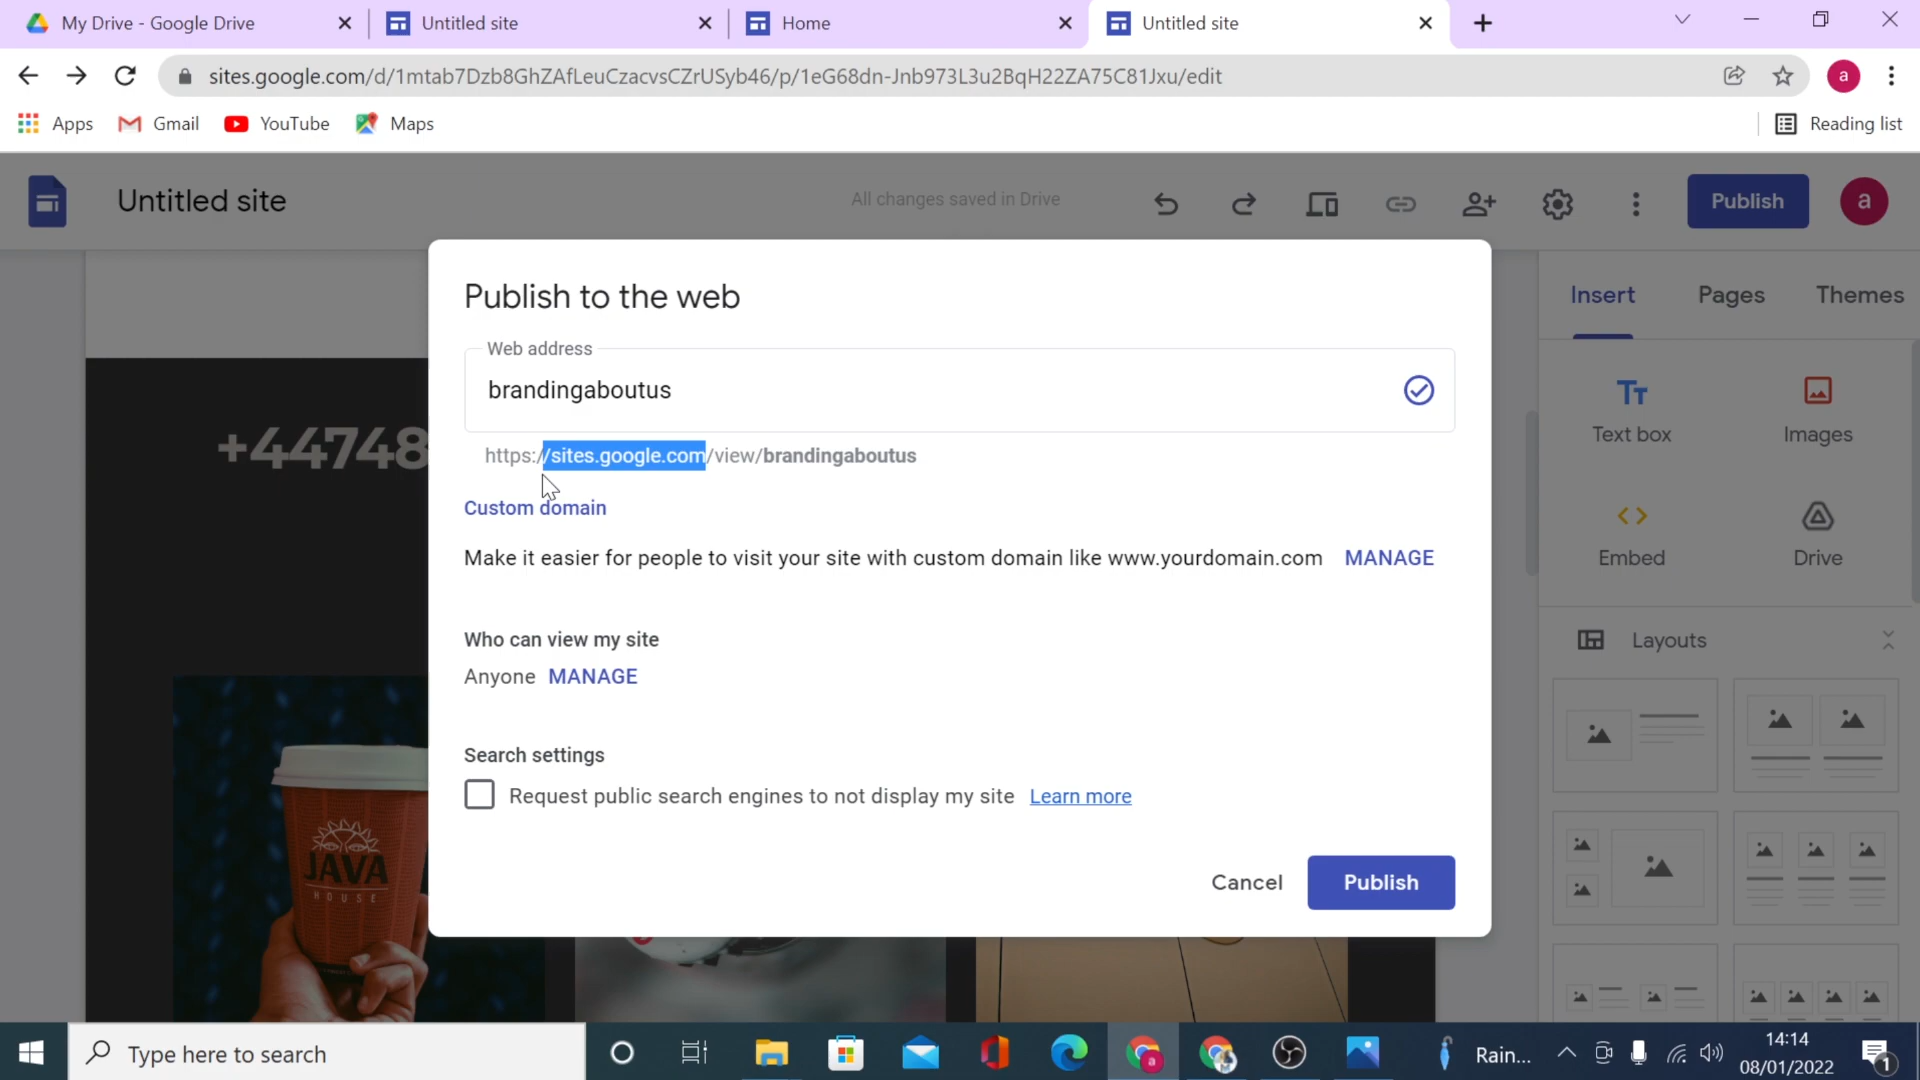 My Drive - Google Drive
Untitled site
Home
Untitled site
sites.google.com/d/1mtab7Dzb8GhZAfLeuCzacvsCZrUSyb46/p/1eG68dn-Jnb973L3u2BqH22ZA75C81Jxu/edit
a
Apps
Gmail
YouTube
Maps
Reading list
Untitled site
All changes saved in Drive
Publish
a
Publish to the web
Insert
Pages
Themes
Web address
brandingaboutus
https://sites.google.com/view/brandingaboutus
+44748
Text box
Images
Custom domain
Make it easier for people to visit your site with custom domain like www.yourdomain.com MANAGE
Embed
Drive
Who can view my site
Anyone MANAGE
Layouts
Search settings
Request public search engines to not display my site Learn more
JAVA
HOUSE
Cancel
Publish
Type here to search
a
Rain...
14:14
08/01/2022
1